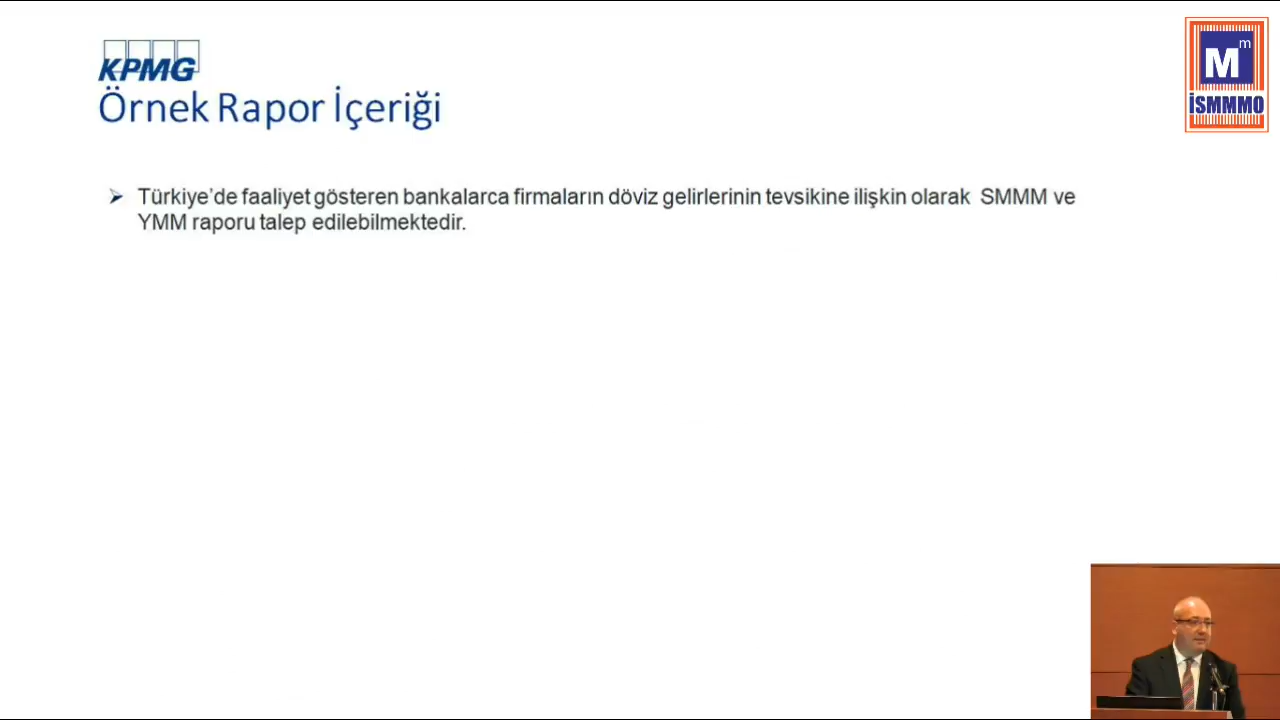 KPMG
Örnek Rapor İçeriği
Mm
İSMMMO
Türkiye'de faaliyet gösteren bankalarca firmaların döviz gelirlerinin tevsikine ilişkin olarak SMMM ve
YMM raporu talep edilebilmektedir.